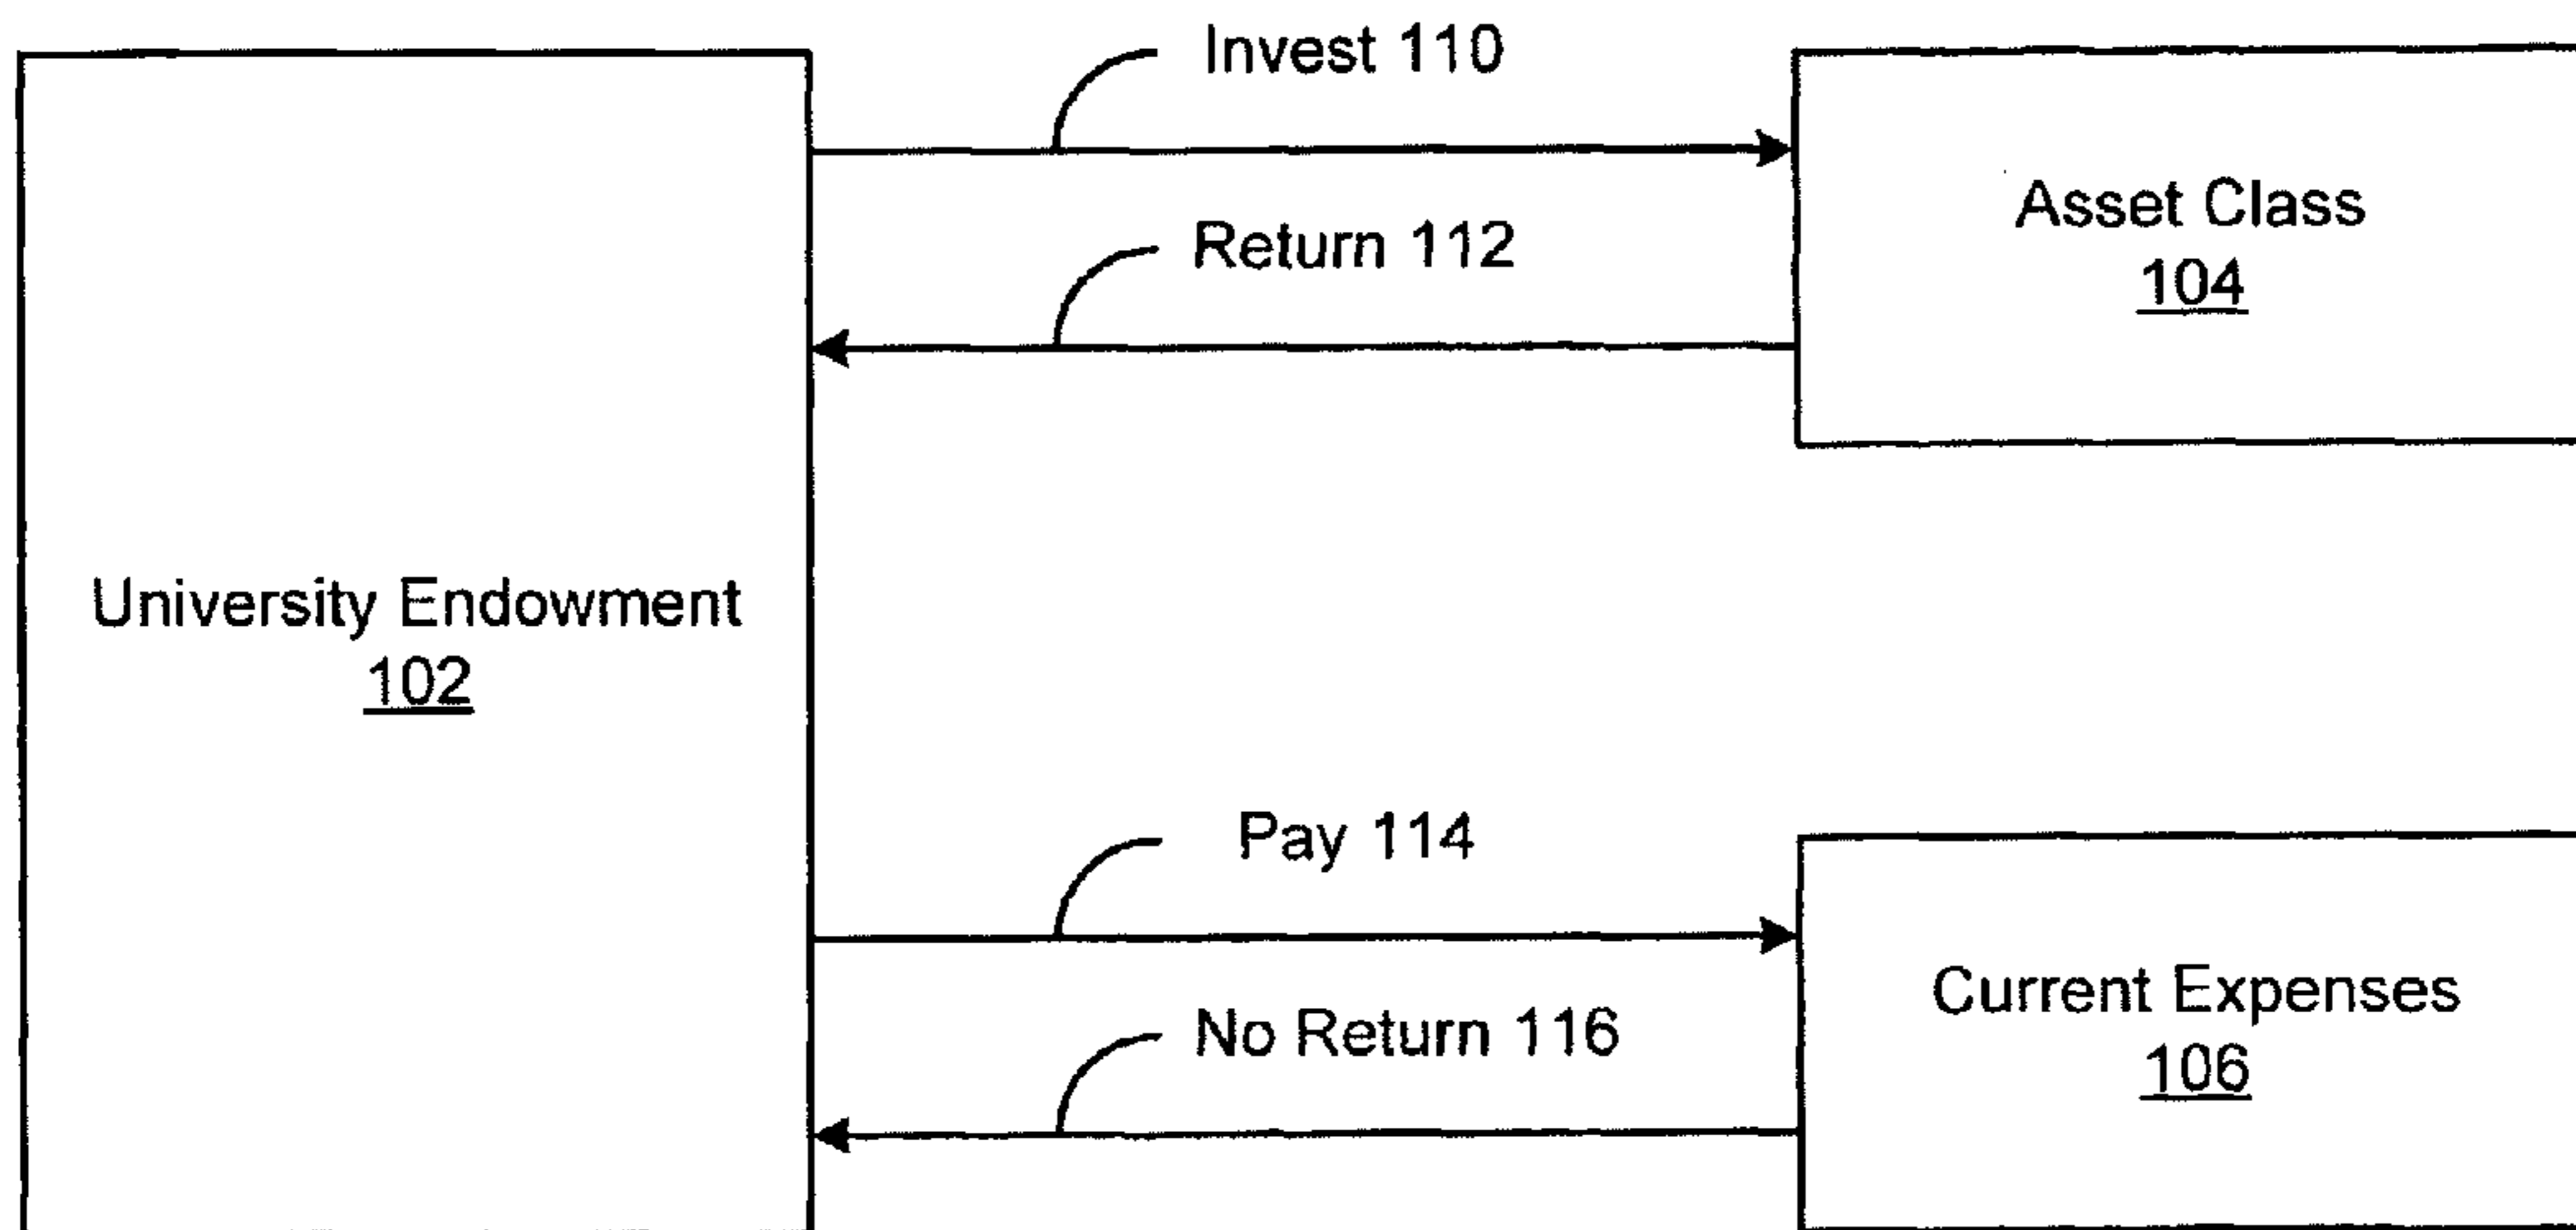 Invest 110
Asset Class
104
Return 112
University Endowment
102
Pay 114
Current Expenses
106
No Return 116